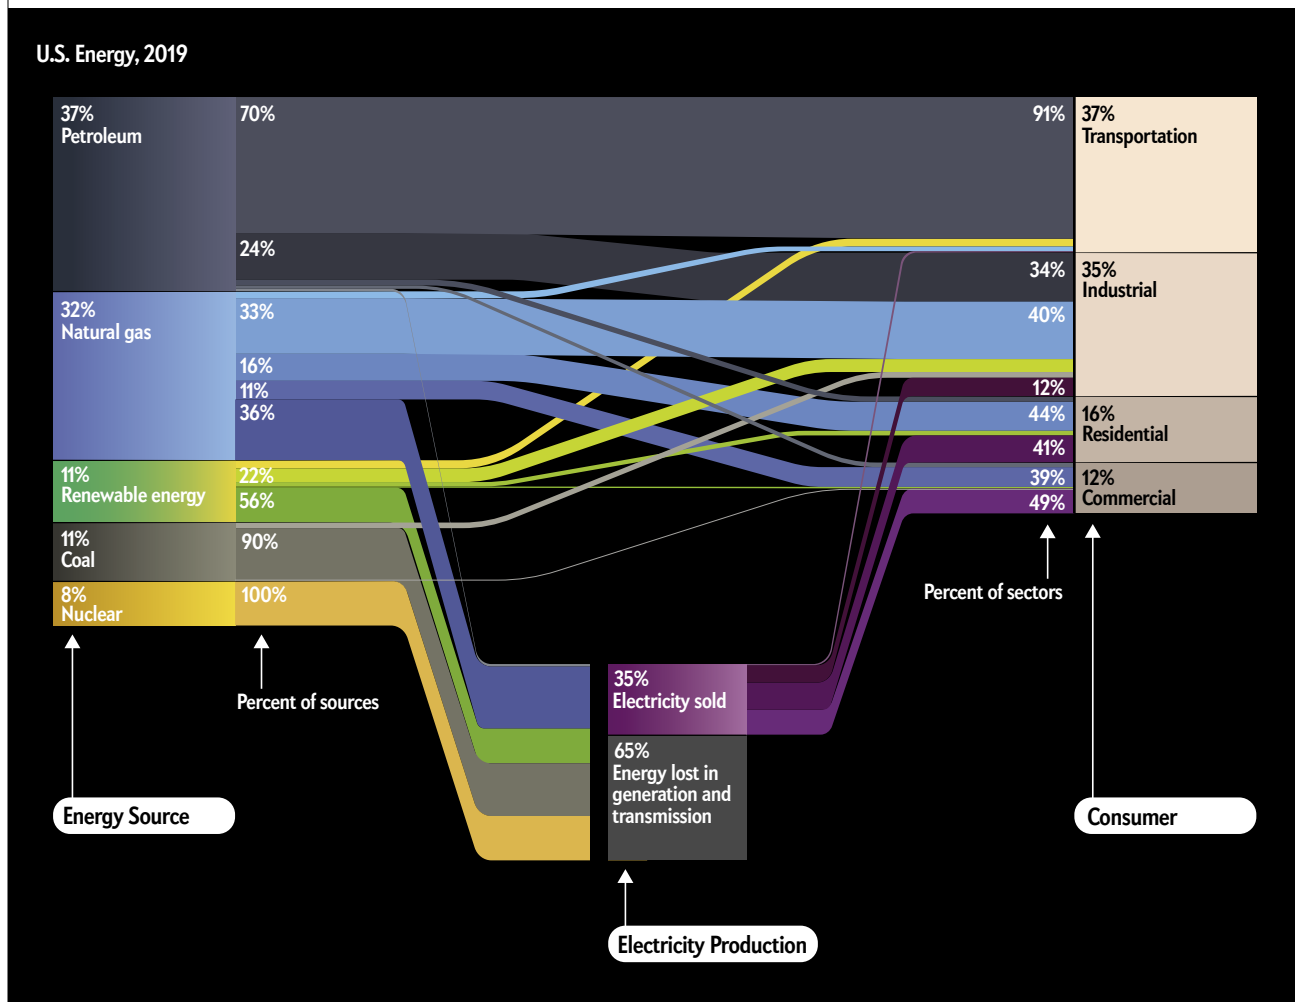 U.S. Energy, 2019
37%
Petroleum
70%
24%
32%
Natural gas
33%
16%
11%
36%
11%
Renewable energy
22%
56%
11%
Coal
90%
8%
Nuclear
100%
Percent of sources
Energy Source
35%
Electricity sold
65%
Energy lost in
generation and
transmission
Electricity Production
91%
37%
Transportation
34%
35%
Industrial
40%
12%
44%
16%
Residential
41%
39%
12%
Commercial
49%
Percent of sectors
Consumer